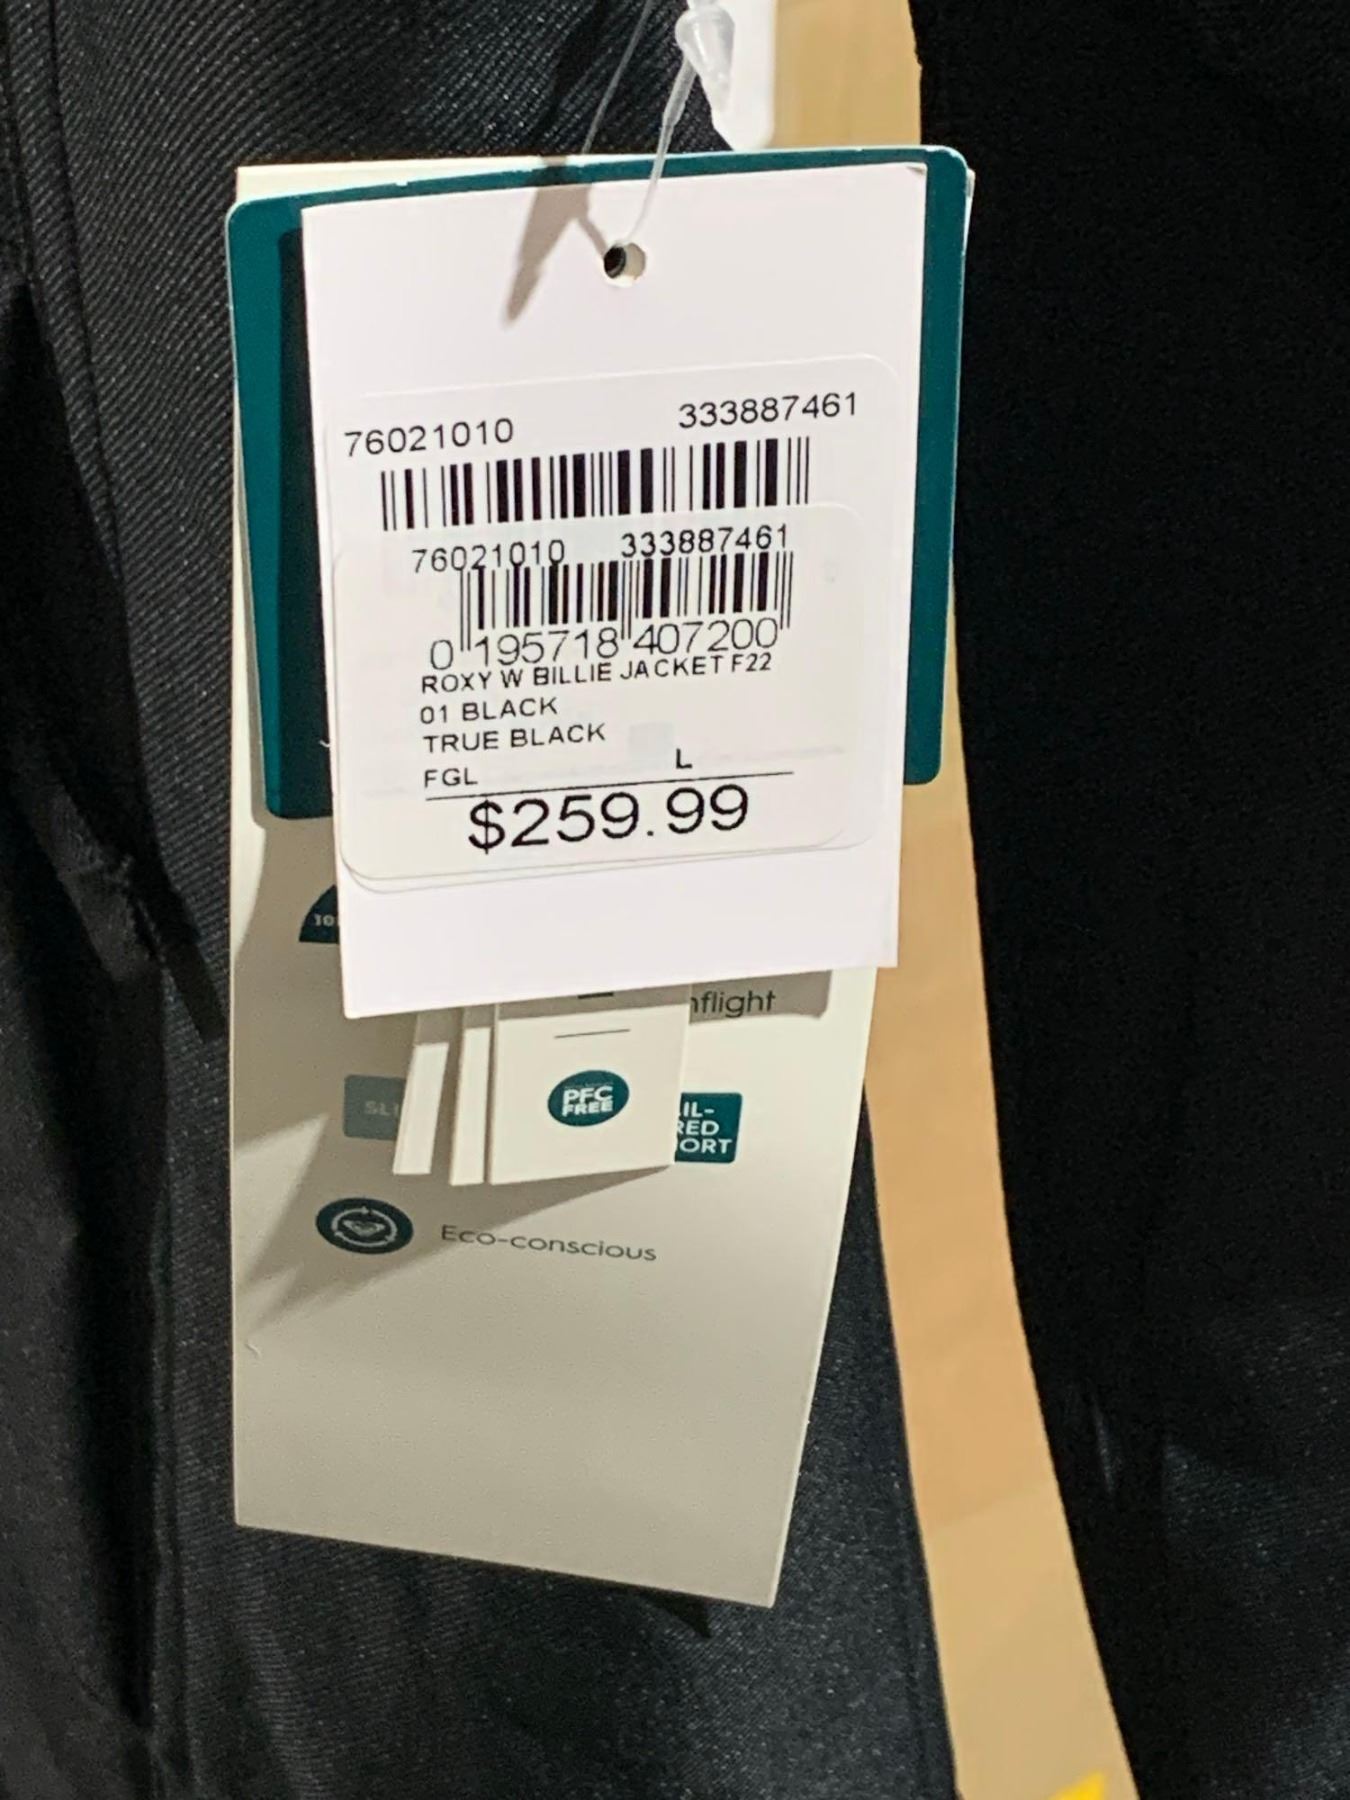 76021010 333887461
76021010 333887461
0 195718 407200
ROXY W BILLIE JACKET F22
01 BLACK
TRUE BLACK
FGL L
$259.99
PFC
FREE
Eco-conscious